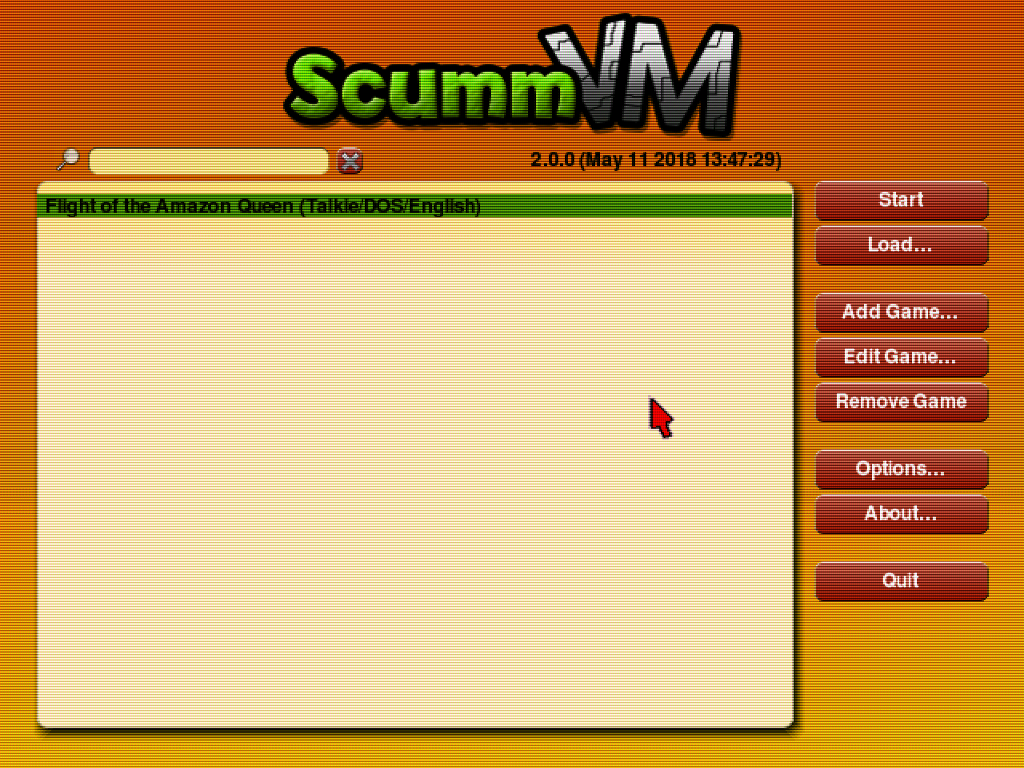 ScummVM
2.0.0 (May 11 2018 13:47:29)
Flight of the Amazon Queen (Talkie/DOS/English)
Start
Load...
Add Game...
Edit Game...
Remove Game
Options...
About...
Quit